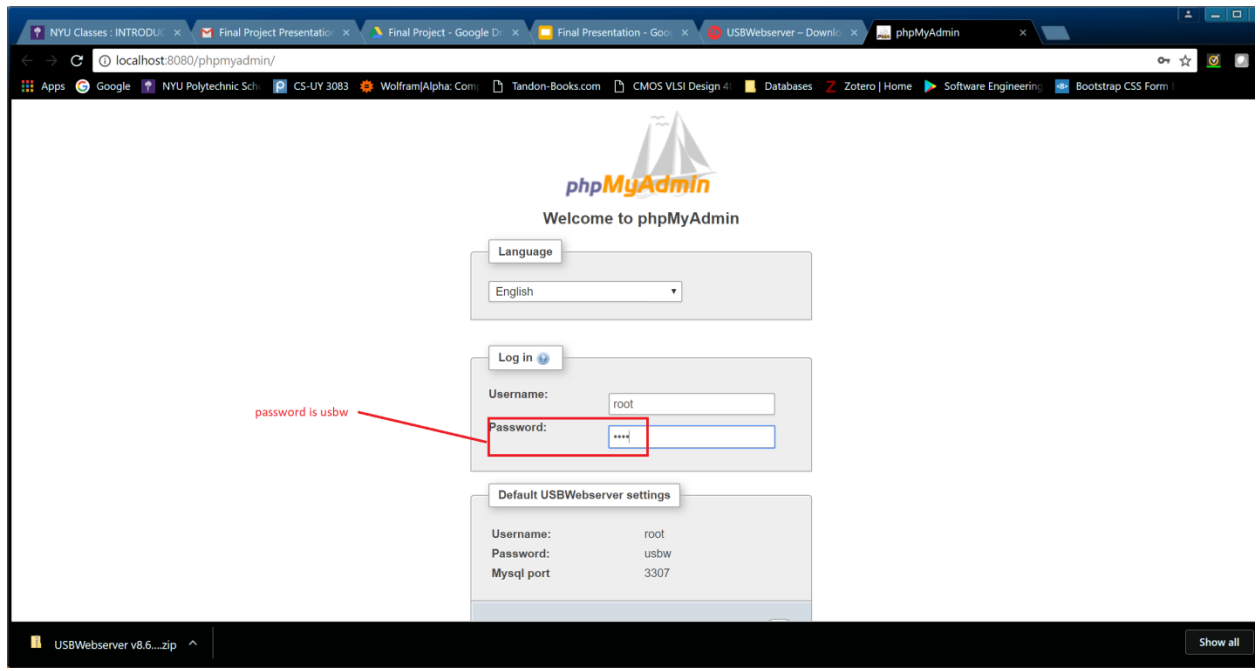 NYU Classes : INTRODUC
Final Project Presentation
Final Project - Google Dr
Final Presentation - Goo
USBWebserver – Downlo
phpMyAdmin
localhost:8080/phpmyadmin/
Apps Google NYU Polytechnic Sch CS-UY 3083 Wolfram|Alpha: Com Tandon-Books.com CMOS VLSI Design 4 Databases Zotero | Home Software Engineering Bootstrap CSS Form
phpMyAdmin
Welcome to phpMyAdmin
Language
English
Log in
Username:
root
password is usbw
Password:
••••
Default USBWebserver settings
Username: root
Password: usbw
Mysql port 3307
USBWebserver v8.6....zip
Show all